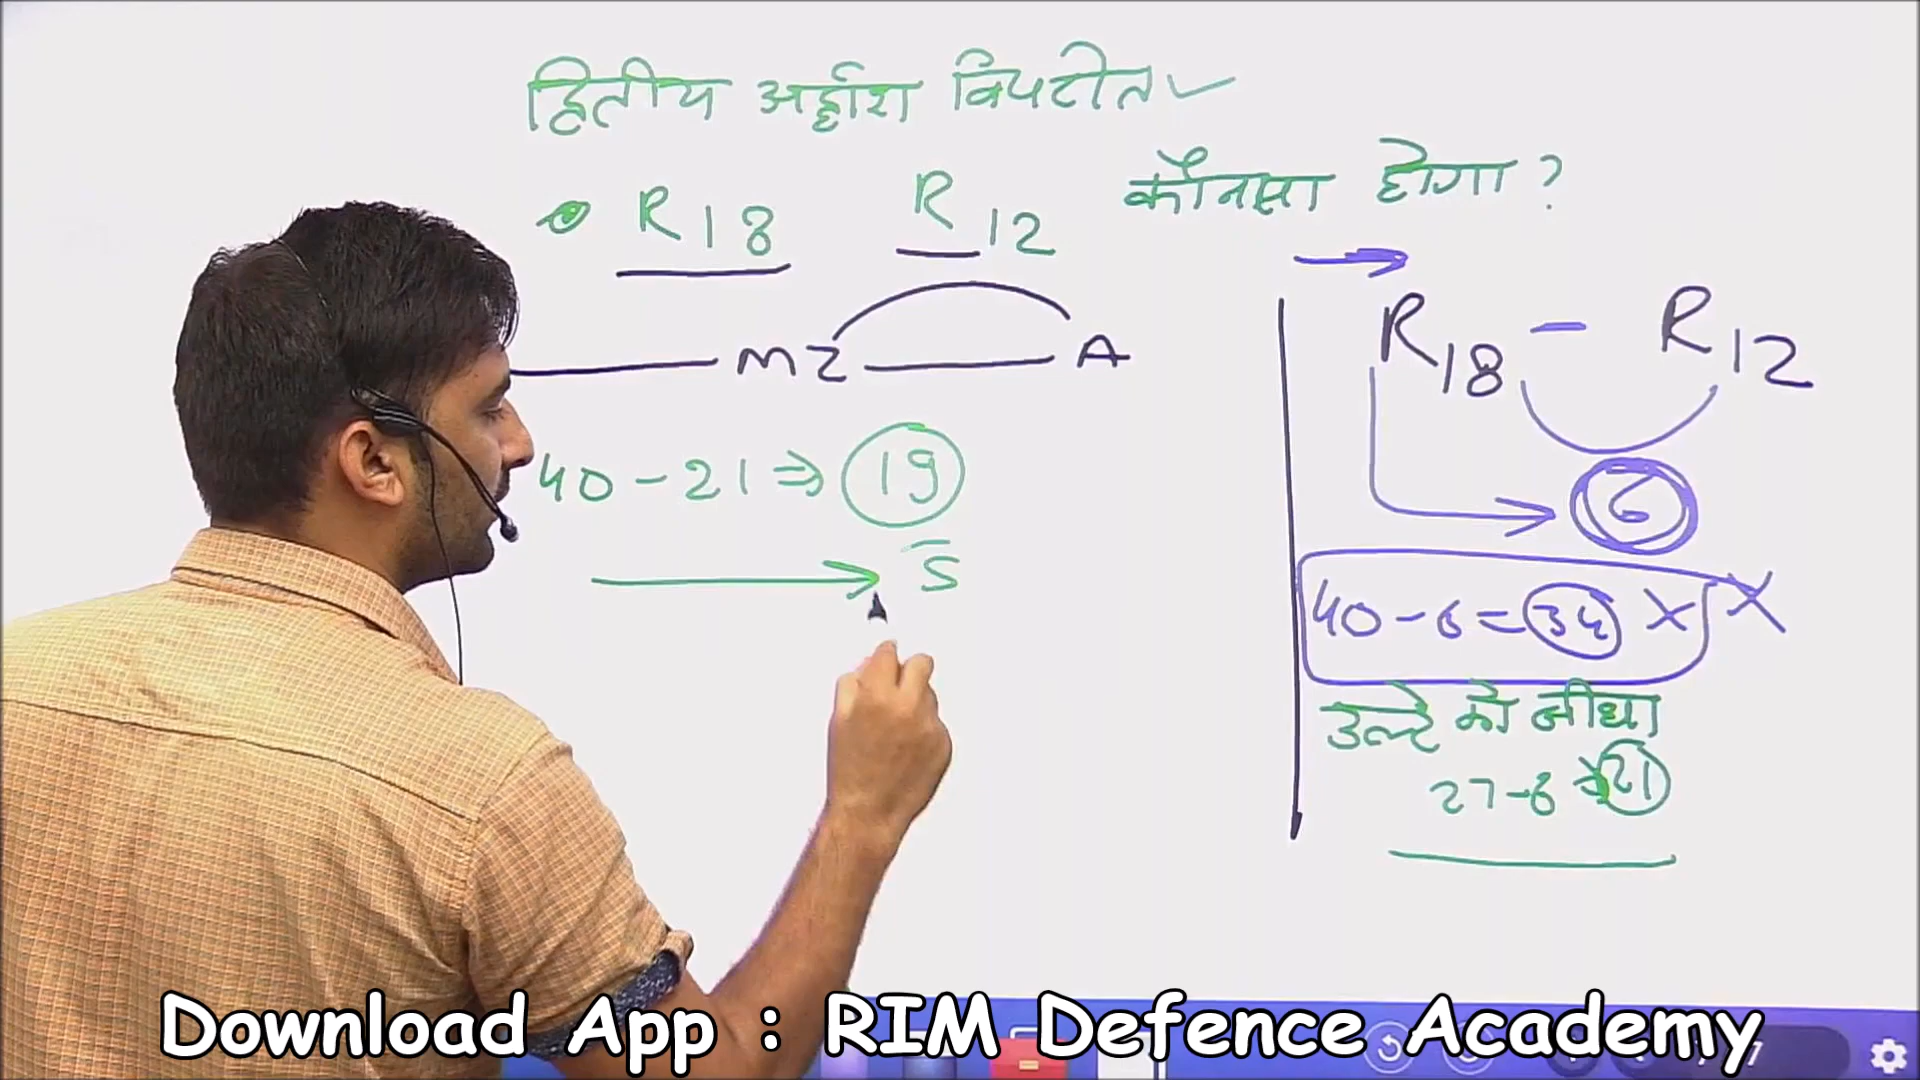 द्वितीय अर्द्धांश विपरीत ✓
कौनसा होगा ?
R18 R12
M Z A
40 - 21 ⇒ 19
S
R18 - R12
6
40 - 6 = 34 X X
उल्टे को सीधा
27 - 6 ⇒ 21
Download App : RIM Defence Academy